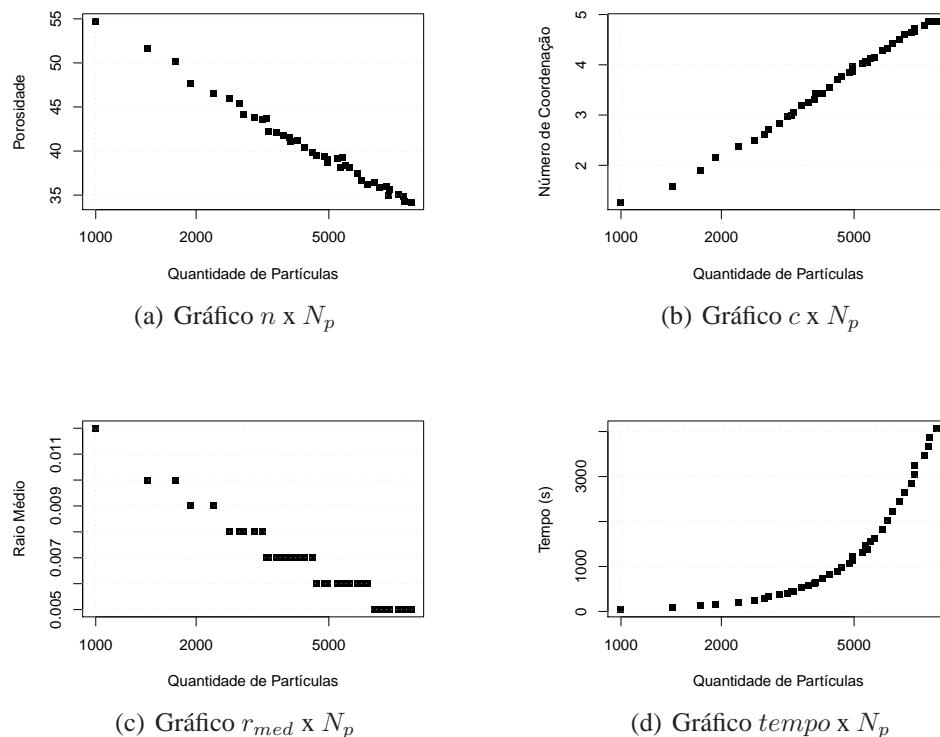 55
50
45
40
35
Porosidade
1000
2000
5000
Quantidade de Partículas
(a) Gráfico n x N_p
5
4
3
2
Número de Coordenação
1000
2000
5000
Quantidade de Partículas
(b) Gráfico c x N_p
0.011
0.009
0.007
0.005
Raio Médio
1000
2000
5000
Quantidade de Partículas
(c) Gráfico r_{med} x N_p
3000
1000
0
Tempo (s)
1000
2000
5000
Quantidade de Partículas
(d) Gráfico tempo x N_p